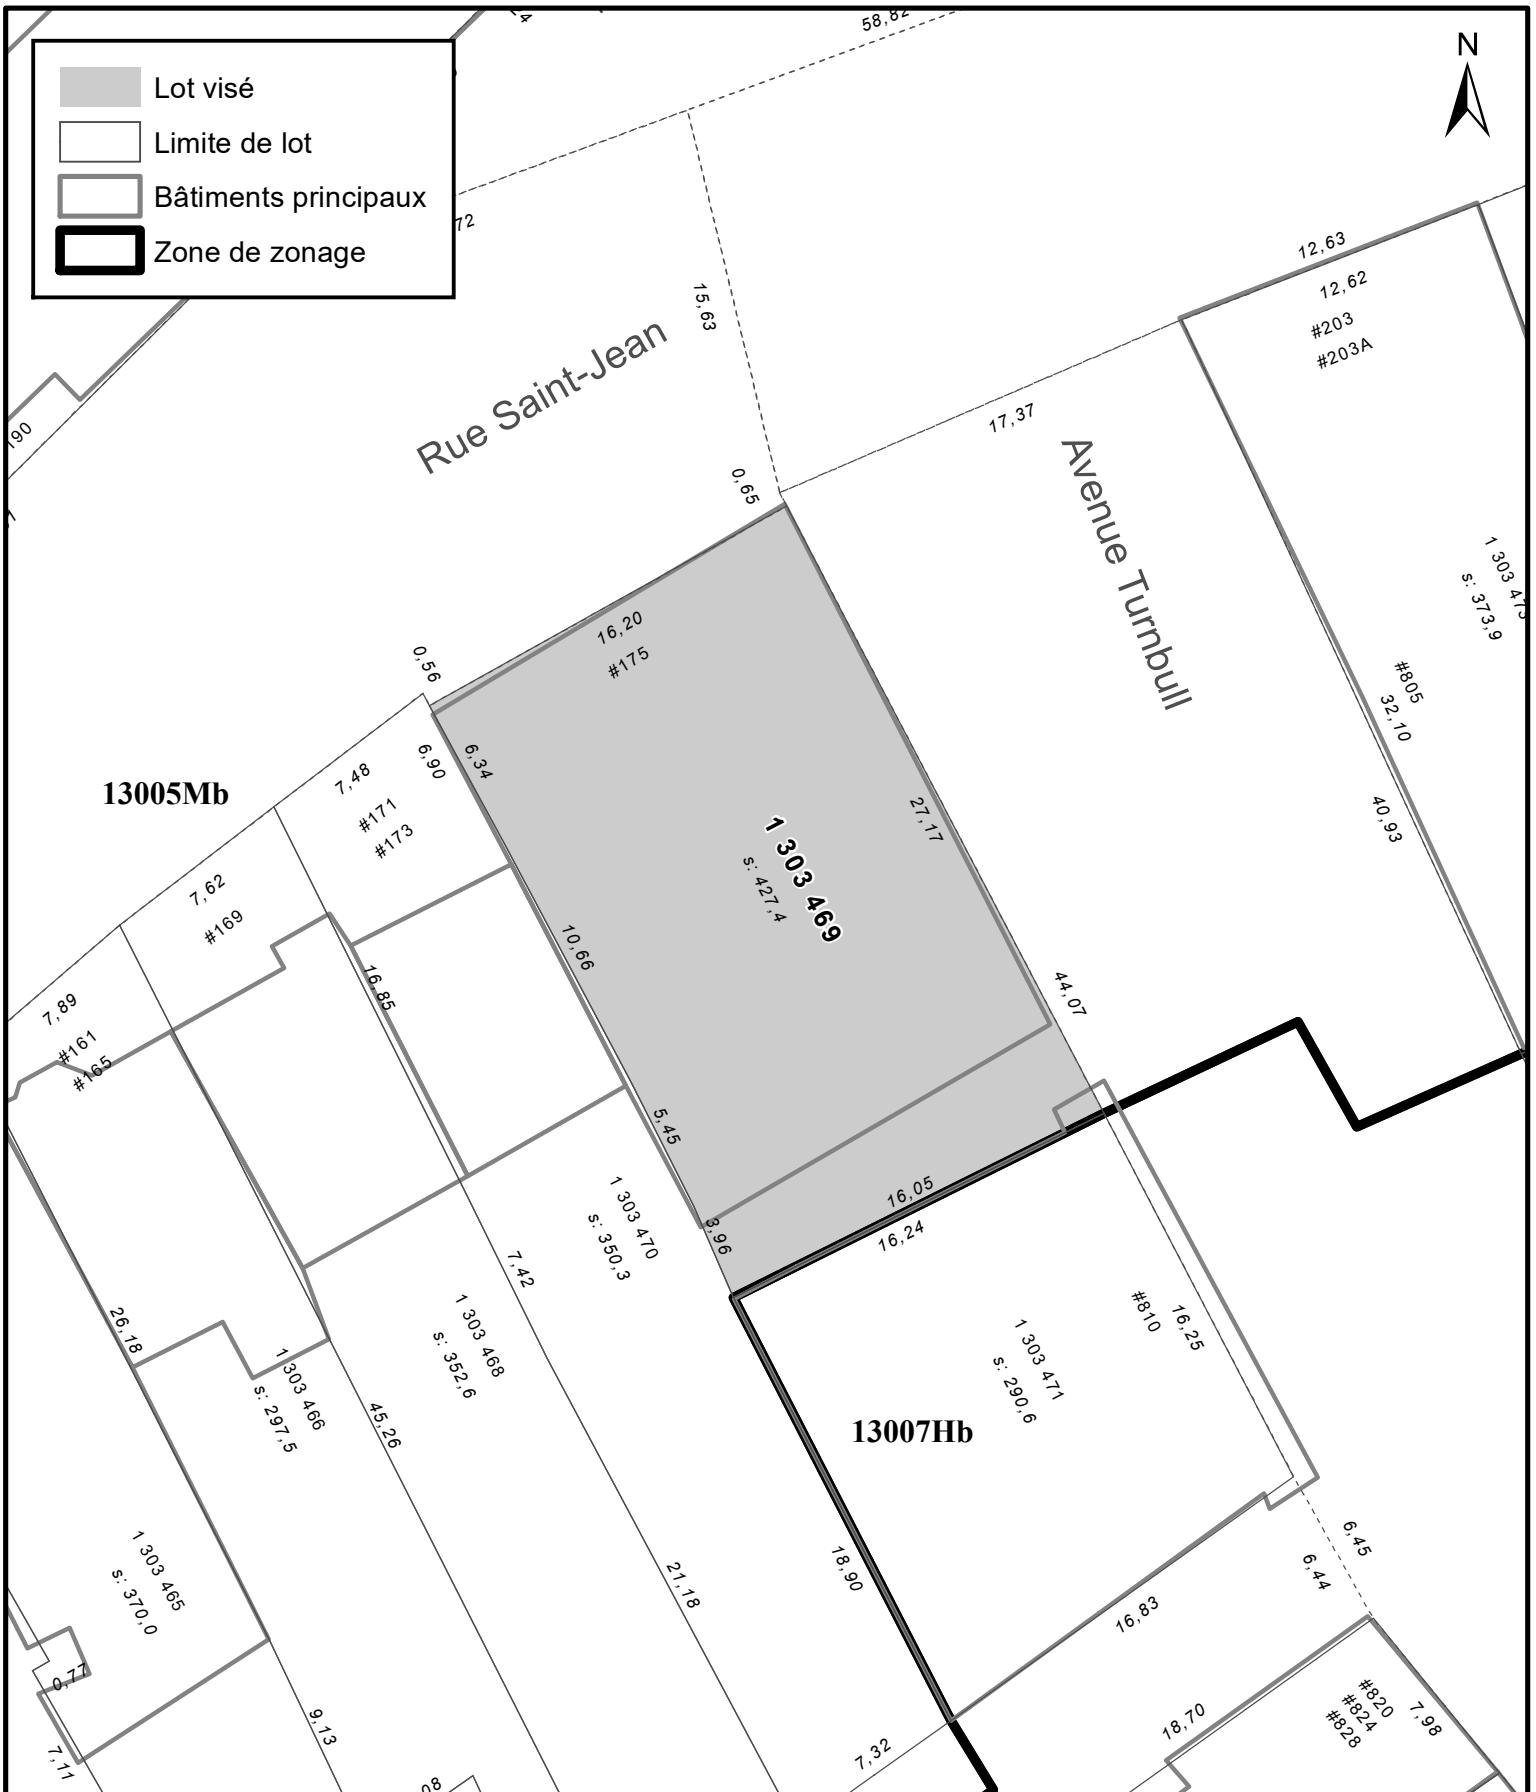 58,82
N
Lot visé
Limite de lot
Bâtiments principaux
Zone de zonage
24
72
12,63
12,62
#203
#203A
15,63
Rue Saint-Jean
17,37
Avenue Turnbull
190
0,65
1 303 473
s: 373,9
16,20
#175
0,56
#805
32,10
40,93
6,90
6,34
13005Mb
7,48
#171
#173
27,17
1 303 469
s: 427,4
7,62
#169
10,66
16,85
44,07
7,89
#161
#165
5,45
16,05
16,24
3,96
1 303 470
s: 350,3
7,42
26,18
1 303 468
s: 352,6
#810
16,25
1 303 471
s: 290,6
1 303 466
s: 297,5
45,26
13007Hb
1 303 465
s: 370,0
18,90
21,18
6,45
6,44
16,83
0,77
9,13
7,11
18,70
#820
#824
#828
7,98
7,32
08